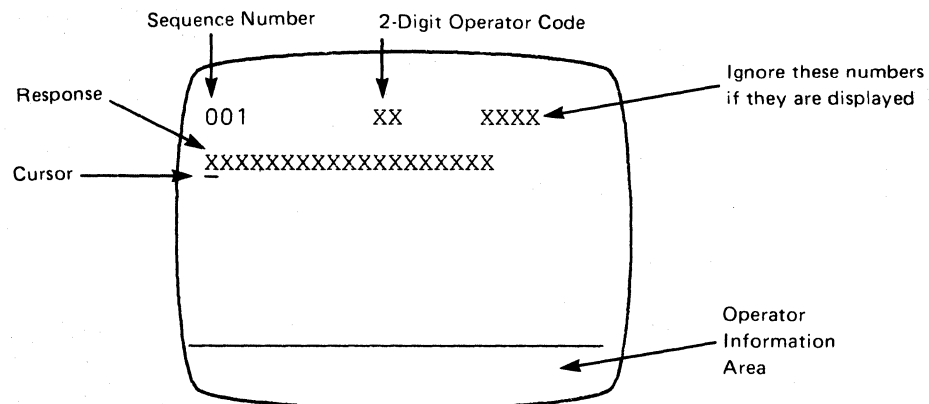 Sequence Number
2-Digit Operator Code
Ignore these numbers
if they are displayed
Response
001 XX XXXX
XXXXXXXXXXXXXXXXXXX
Cursor
Operator
Information
Area